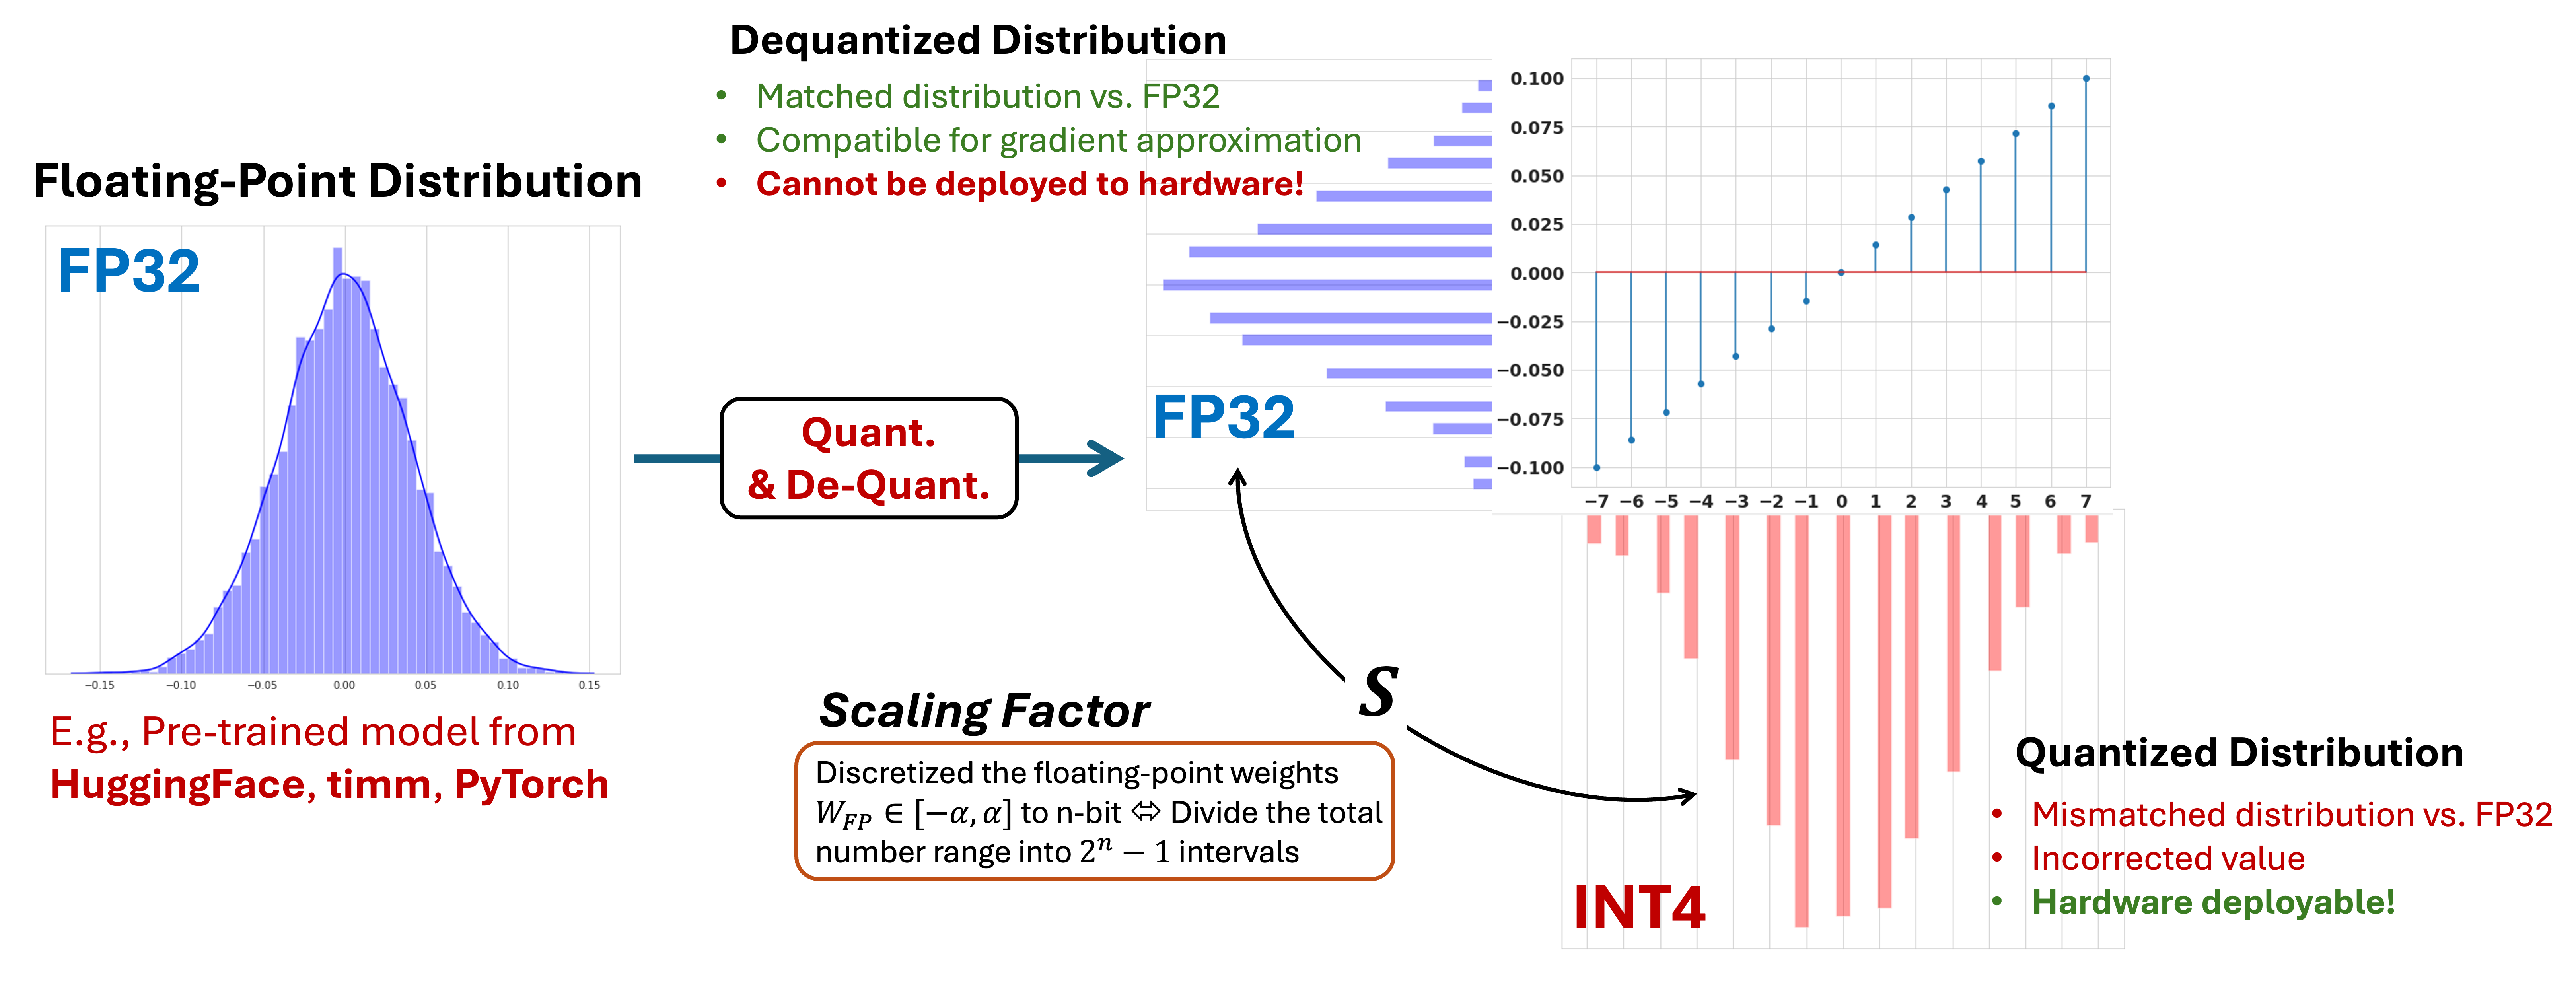 Dequantized Distribution
• Matched distribution vs. FP32
• Compatible for gradient approximation
• Cannot be deployed to hardware!
Floating-Point Distribution
FP32
−0.15 −0.10 −0.05 0.00 0.05 0.10 0.15
E.g., Pre-trained model from
HuggingFace, timm, PyTorch
Quant.
& De-Quant.
FP32
0.100
0.075
0.050
0.025
0.000
−0.025
−0.050
−0.075
−0.100
−7 −6 −5 −4 −3 −2 −1 0 1 2 3 4 5 6 7
S
Scaling Factor
Discretized the floating-point weights
W_{FP} ∈ [−α, α] to n-bit ⇔ Divide the total
number range into 2^n − 1 intervals
INT4
Quantized Distribution
• Mismatched distribution vs. FP32
• Incorrected value
• Hardware deployable!